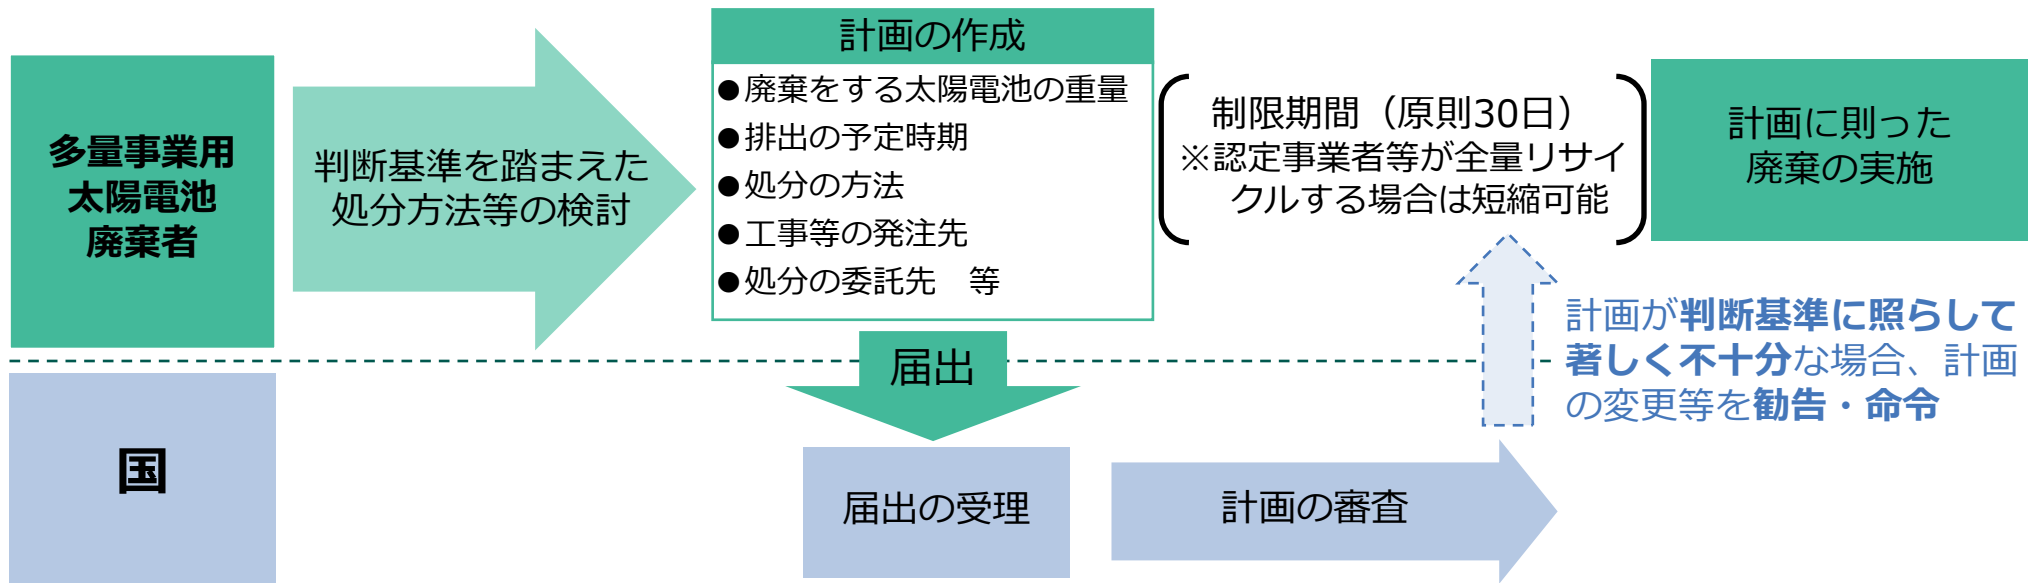 多量事業用
太陽電池
廃棄者
判断基準を踏まえた
処分方法等の検討
計画の作成
●廃棄をする太陽電池の重量
●排出の予定時期
●処分の方法
●工事等の発注先
●処分の委託先　等
制限期間（原則30日）
※認定事業者等が全量リサイ
クルする場合は短縮可能
計画に則った
廃棄の実施
届出
計画が判断基準に照らして
著しく不十分な場合、計画
の変更等を勧告・命令
国
届出の受理
計画の審査